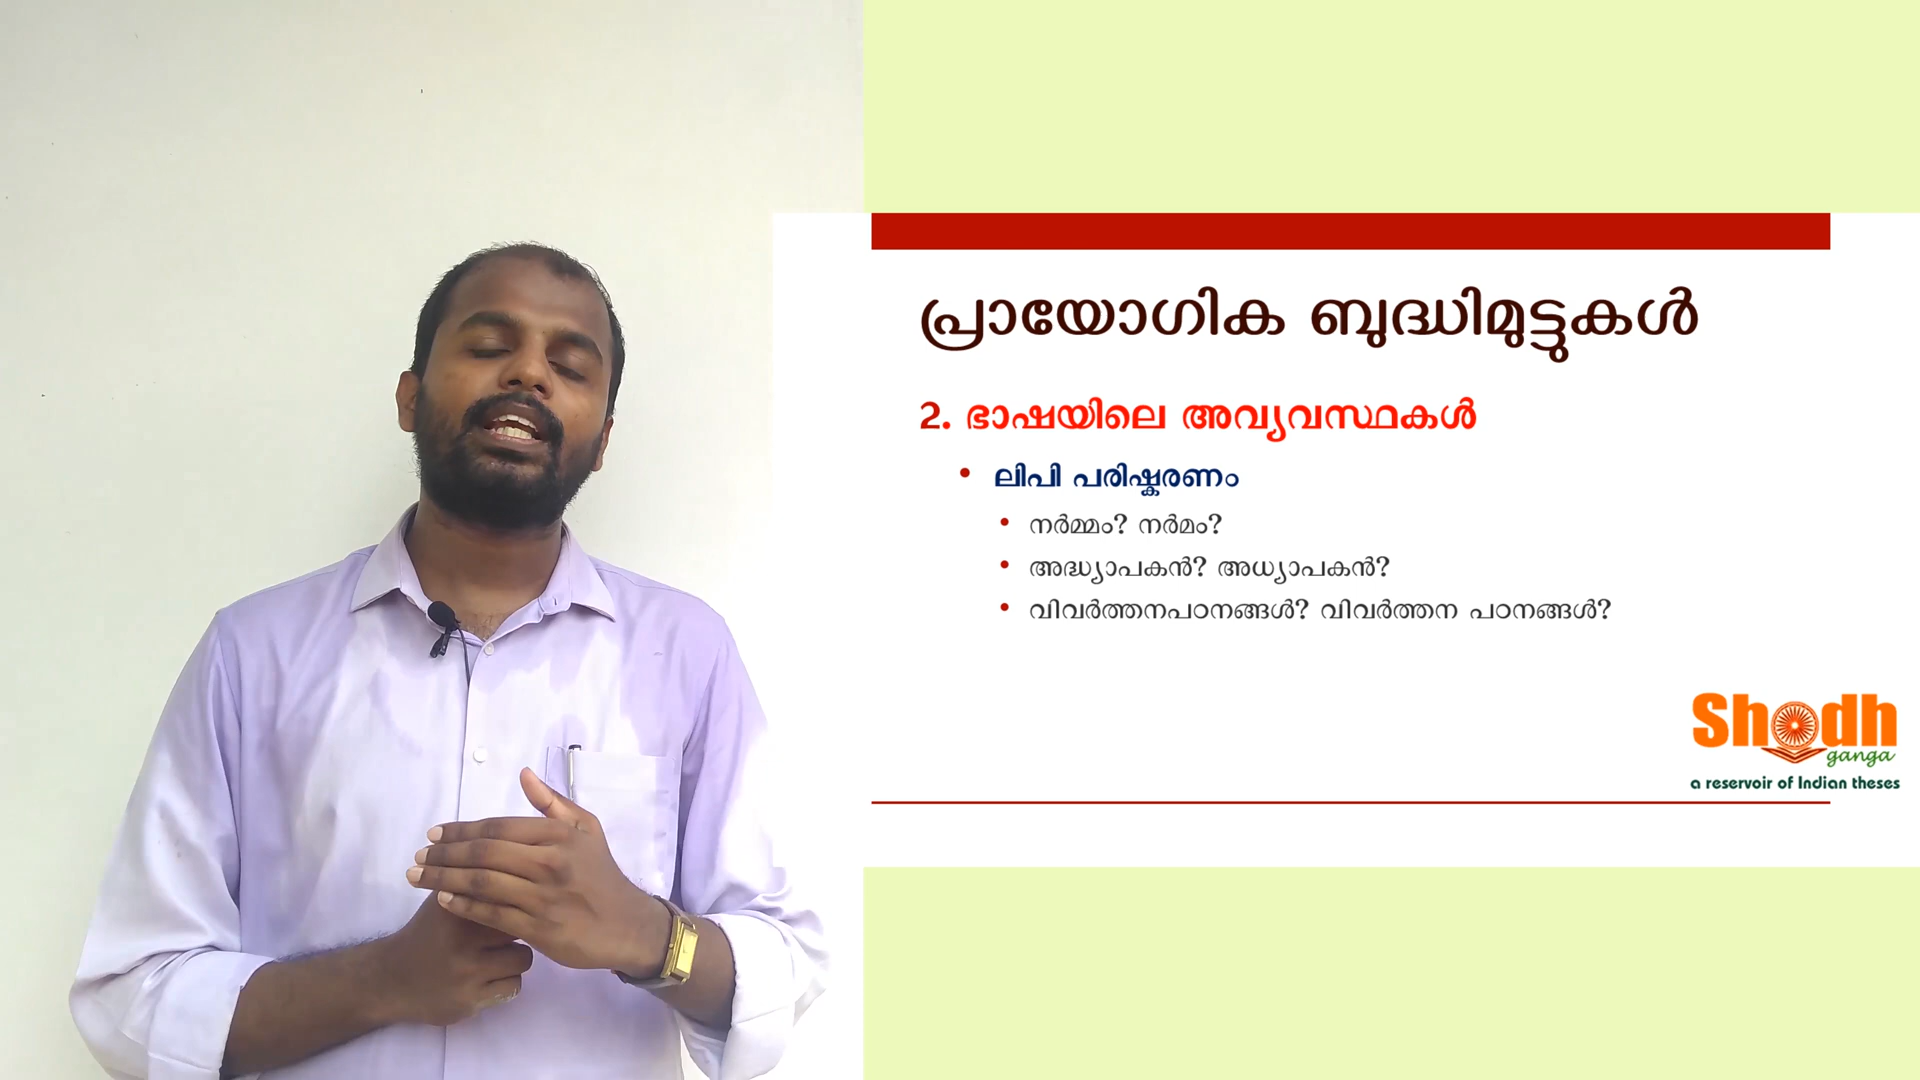 പ്രായോഗിക ബുദ്ധിമുട്ടുകൾ
2. ഭാഷയിലെ അവ്യവസ്ഥകൾ
• ലിപി പരിഷ്കരണം
• നർമ്മം? നർമം?
• അദ്ധ്യാപകൻ? അധ്യാപകൻ?
• വിവർത്തനപഠനങ്ങൾ? വിവർത്തന പഠനങ്ങൾ?
Shodh
ganga
a reservoir of Indian theses